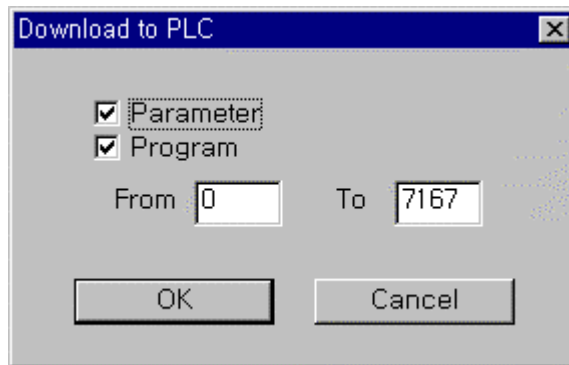 Download to PLC
Parameter
Program
From 0 To 7167
OK Cancel